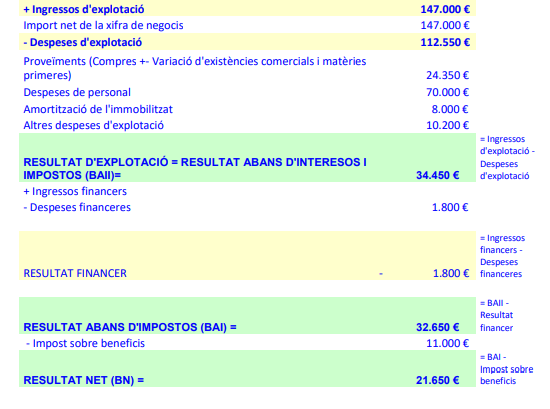 + Ingressos d'explotació 147.000 €
Import net de la xifra de negocis 147.000 €
- Despeses d'explotació 112.550 €
Proveïments (Compres +- Variació d'existències comercials i matèries
primeres) 24.350 €
Despeses de personal 70.000 €
Amortització de l'immobilitzat 8.000 €
Altres despeses d'explotació 10.200 €
RESULTAT D'EXPLOTACIÓ = RESULTAT ABANS D'INTERESOS I
IMPOSTOS (BAII)= 34.450 €
= Ingressos
d'explotació -
Despeses
d'explotació
+ Ingressos financers
- Despeses financeres 1.800 €
RESULTAT FINANCER - 1.800 €
= Ingressos
financers -
Despeses
financeres
RESULTAT ABANS D'IMPOSTOS (BAI) = 32.650 €
= BAII -
Resultat
financer
- Impost sobre beneficis 11.000 €
RESULTAT NET (BN) = 21.650 €
= BAI -
Impost sobre
beneficis